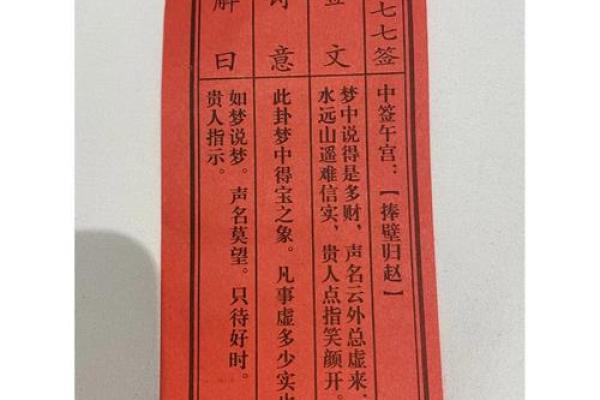 七七签
中签午宫：【捧壁归赵】
文
梦中说得是多财，声名云外总虚来，
水远山遥难信实，贵人点指笑颜开。
意
此卦梦中得宝之象。凡事虚多少实
解曰
如梦说梦。声名莫望。只待好时。
贵人指示。